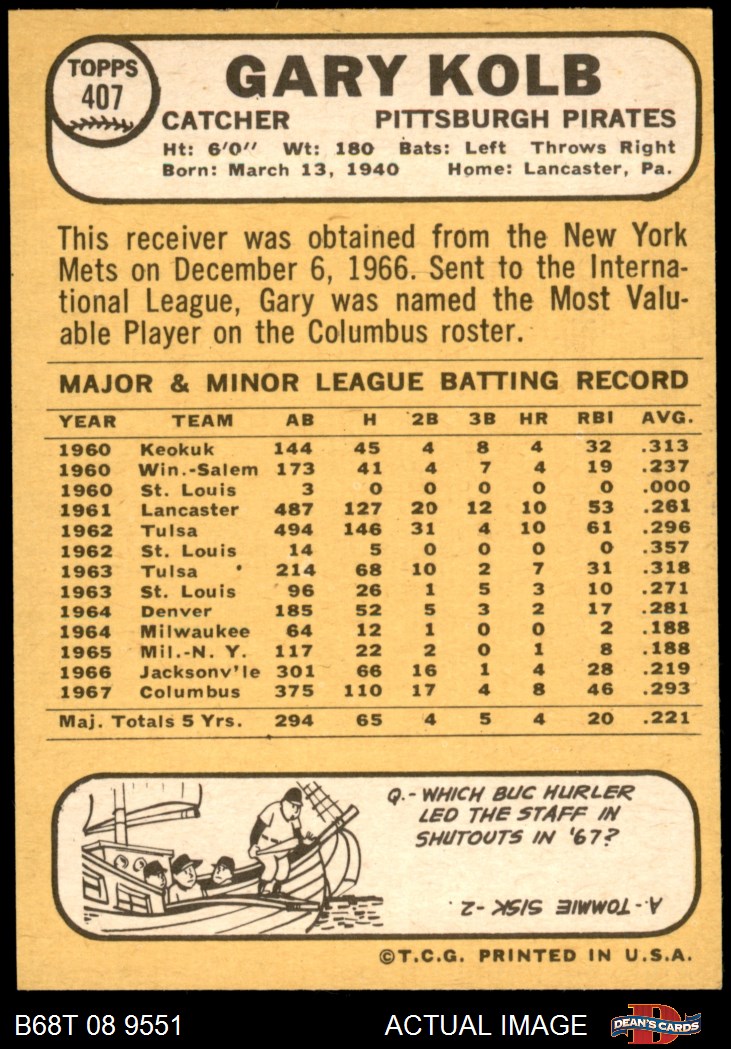 TOPPS
407
GARY KOLB
CATCHER PITTSBURGH PIRATES
Ht: 6'0" Wt: 180 Bats: Left Throws Right
Born: March 13, 1940 Home: Lancaster, Pa.
This receiver was obtained from the New York
Mets on December 6, 1966. Sent to the Interna-
tional League, Gary was named the Most Valu-
able Player on the Columbus roster.
MAJOR & MINOR LEAGUE BATTING RECORD
YEAR TEAM AB H 2B 3B HR RBI AVG.
1960 Keokuk 144 45 4 8 4 32 .313
1960 Win.-Salem 173 41 4 7 4 19 .237
1960 St. Louis 3 0 0 0 0 0 .000
1961 Lancaster 487 127 20 12 10 53 .261
1962 Tulsa 494 146 31 4 10 61 .296
1962 St. Louis 14 5 0 0 0 0 .357
1963 Tulsa 214 68 10 2 7 31 .318
1963 St. Louis 96 26 1 5 3 10 .271
1964 Denver 185 52 5 3 2 17 .281
1964 Milwaukee 64 12 1 0 0 2 .188
1965 Mil.-N. Y. 117 22 2 0 1 8 .188
1966 Jacksonv'le 301 66 16 1 4 28 .219
1967 Columbus 375 110 17 4 8 46 .293
Maj. Totals 5 Yrs. 294 65 4 5 4 20 .221
Q.- WHICH BUC HURLER
LED THE STAFF IN
SHUTOUTS IN '67?
A- TOMMIE SISK -2
©T.C.G. PRINTED IN U.S.A.
B68T 08 9551 ACTUAL IMAGE DEAN'S CARDS